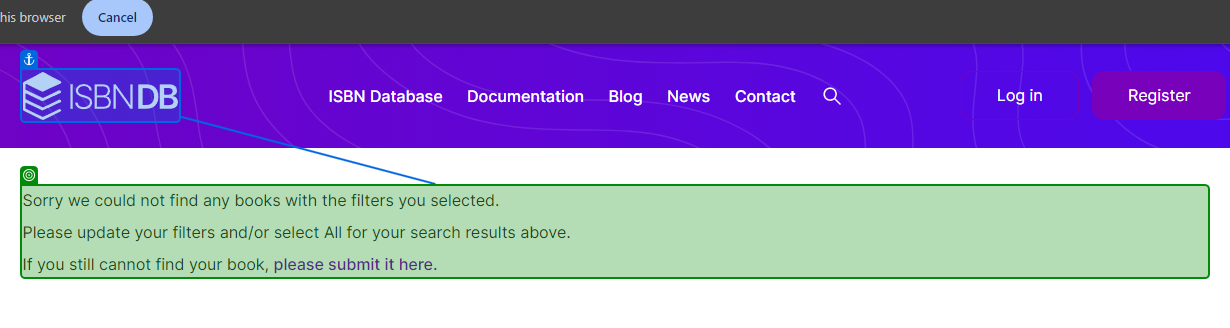 his browser
Cancel
ISBNDB
ISBN Database
Documentation
Blog
News
Contact
Log in
Register
Sorry we could not find any books with the filters you selected.
Please update your filters and/or select All for your search results above.
If you still cannot find your book, please submit it here.